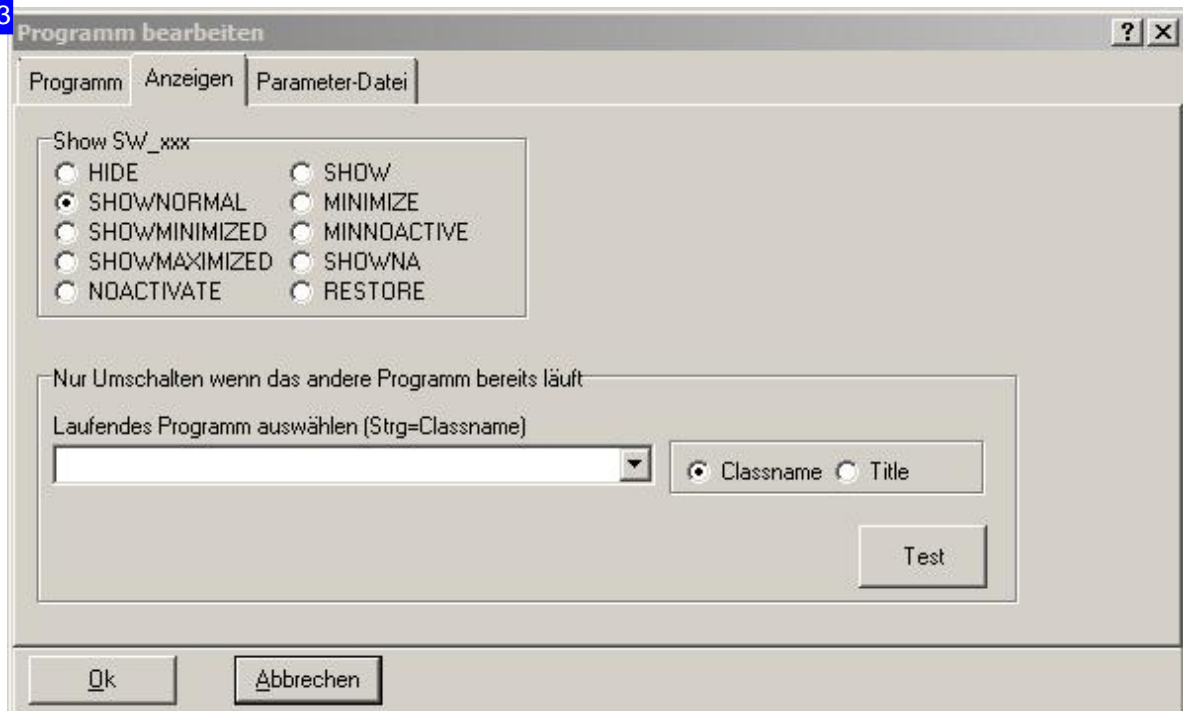 3
Programm bearbeiten
Programm Anzeigen Parameter-Datei
Show SW_xxx
HIDE SHOW
SHOWNORMAL MINIMIZE
SHOWMINIMIZED MINNOACTIVE
SHOWMAXIMIZED SHOWNA
NOACTIVATE RESTORE
Nur Umschalten wenn das andere Programm bereits läuft
Laufendes Programm auswählen (Strg=Classname)
Classname Title
Test
Ok Abbrechen